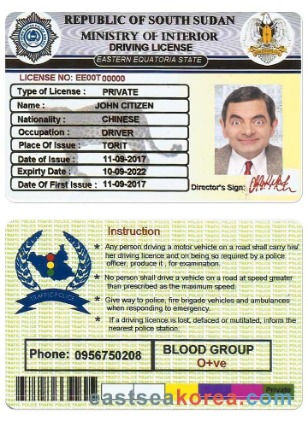 REPUBLIC OF SOUTH SUDAN
MINISTRY OF INTERIOR
DRIVING LICENSE
EASTERN EQUATORIA STATE
LICENSE NO: EE00T 00000
Type of License : PRIVATE
Name : JOHN CITIZEN
Nationality : CHINESE
Occupation : DRIVER
Place Of Issue : TORIT
Date of Issue : 11-09-2017
Expirty Date : 10-09-2022
Date Of First Issue : 11-09-2017
Director's Sign:
Instruction
Any person driving a motor vehicle on a road shall carry his/
her driving licence and on being so required by a police
officer, produce it , for examination.
No person shall drive a vehicle on a road at speed greater
than prescribed as the maximum speed.
Give way to police, fire brigade vehicles and ambulances
when responding to emergency.
If a driving licence is lost, defaced or mutilated, inform the
nearest police station.
TRAFFIC POLICE
Phone: 0956750208
BLOOD GROUP
O+ve
Private
eastseakorea.com